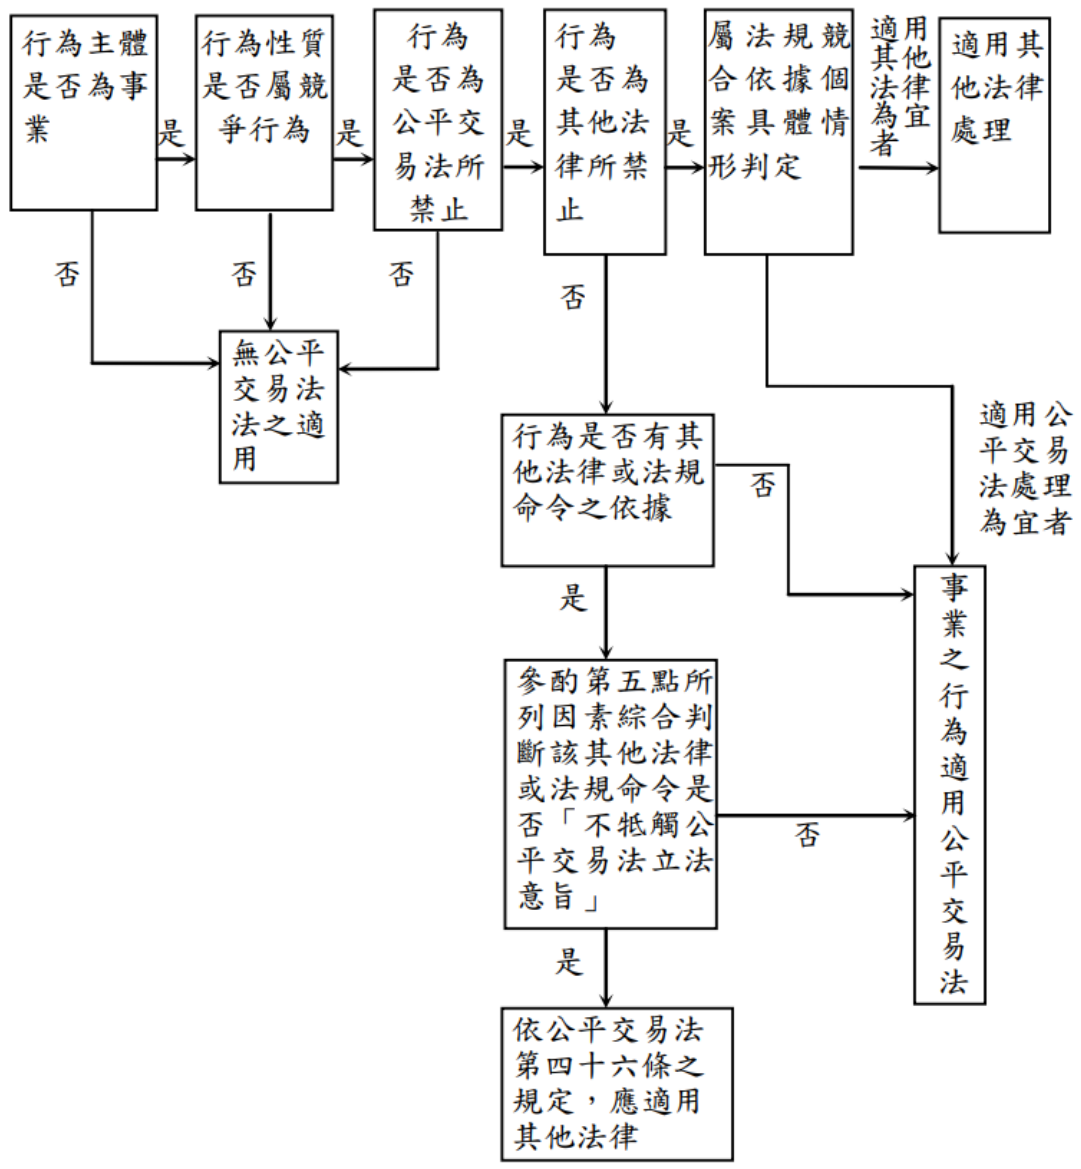 行為主體
是否為事
業
是
行為性質
是否屬競
爭行為
是
行為
是否為
公平交
易法所
禁止
是
行為
是否為
其他法
律所禁
止
是
屬法規競
合依據個
案具體情
形判定
適用
其他
法律
為宜
者
適用其
他法律
處理
否
否
否
否
無公平
交易法
法之適
用
行為是否有其
他法律或法規
命令之依據
否
適用公
平交易
法處理
為宜者
是
參酌第五點所
列因素綜合判
斷該其他法律
或法規命令是
否「不牴觸公
平交易法立法
意旨」
否
事業之行為適用公平交易法
是
依公平交易法
第四十六條之
規定，應適用
其他法律